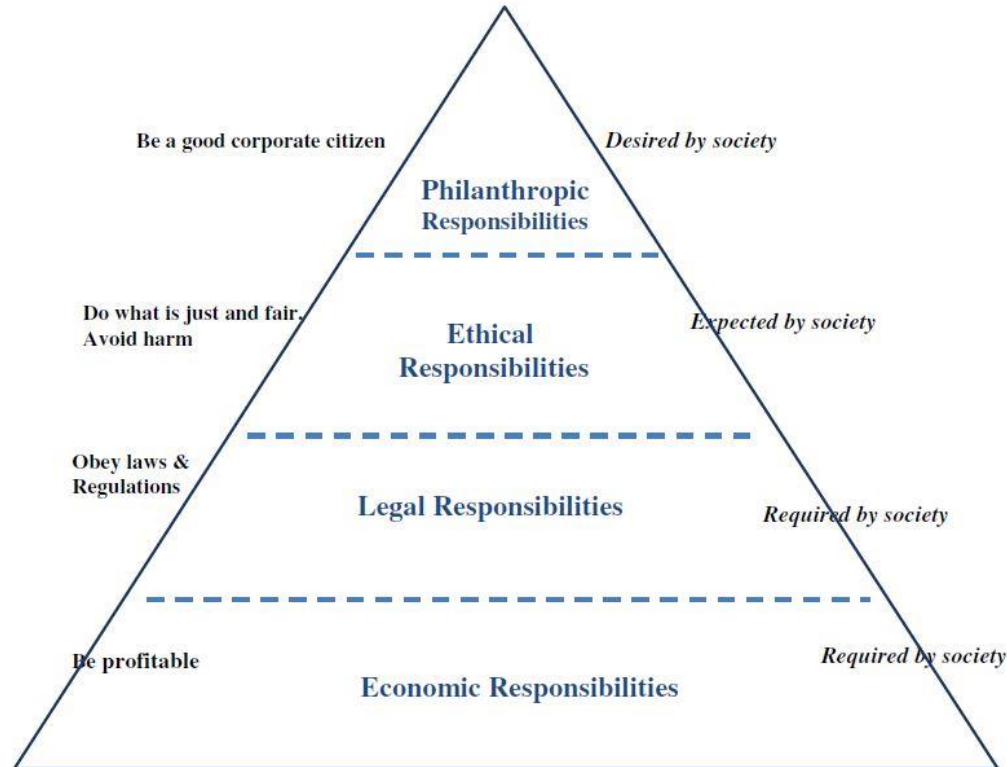 Be a good corporate citizen
Desired by society
Philanthropic
Responsibilities
Do what is just and fair,
Avoid harm
Expected by society
Ethical
Responsibilities
Obey laws &
Regulations
Legal Responsibilities
Required by society
Be profitable
Required by society
Economic Responsibilities